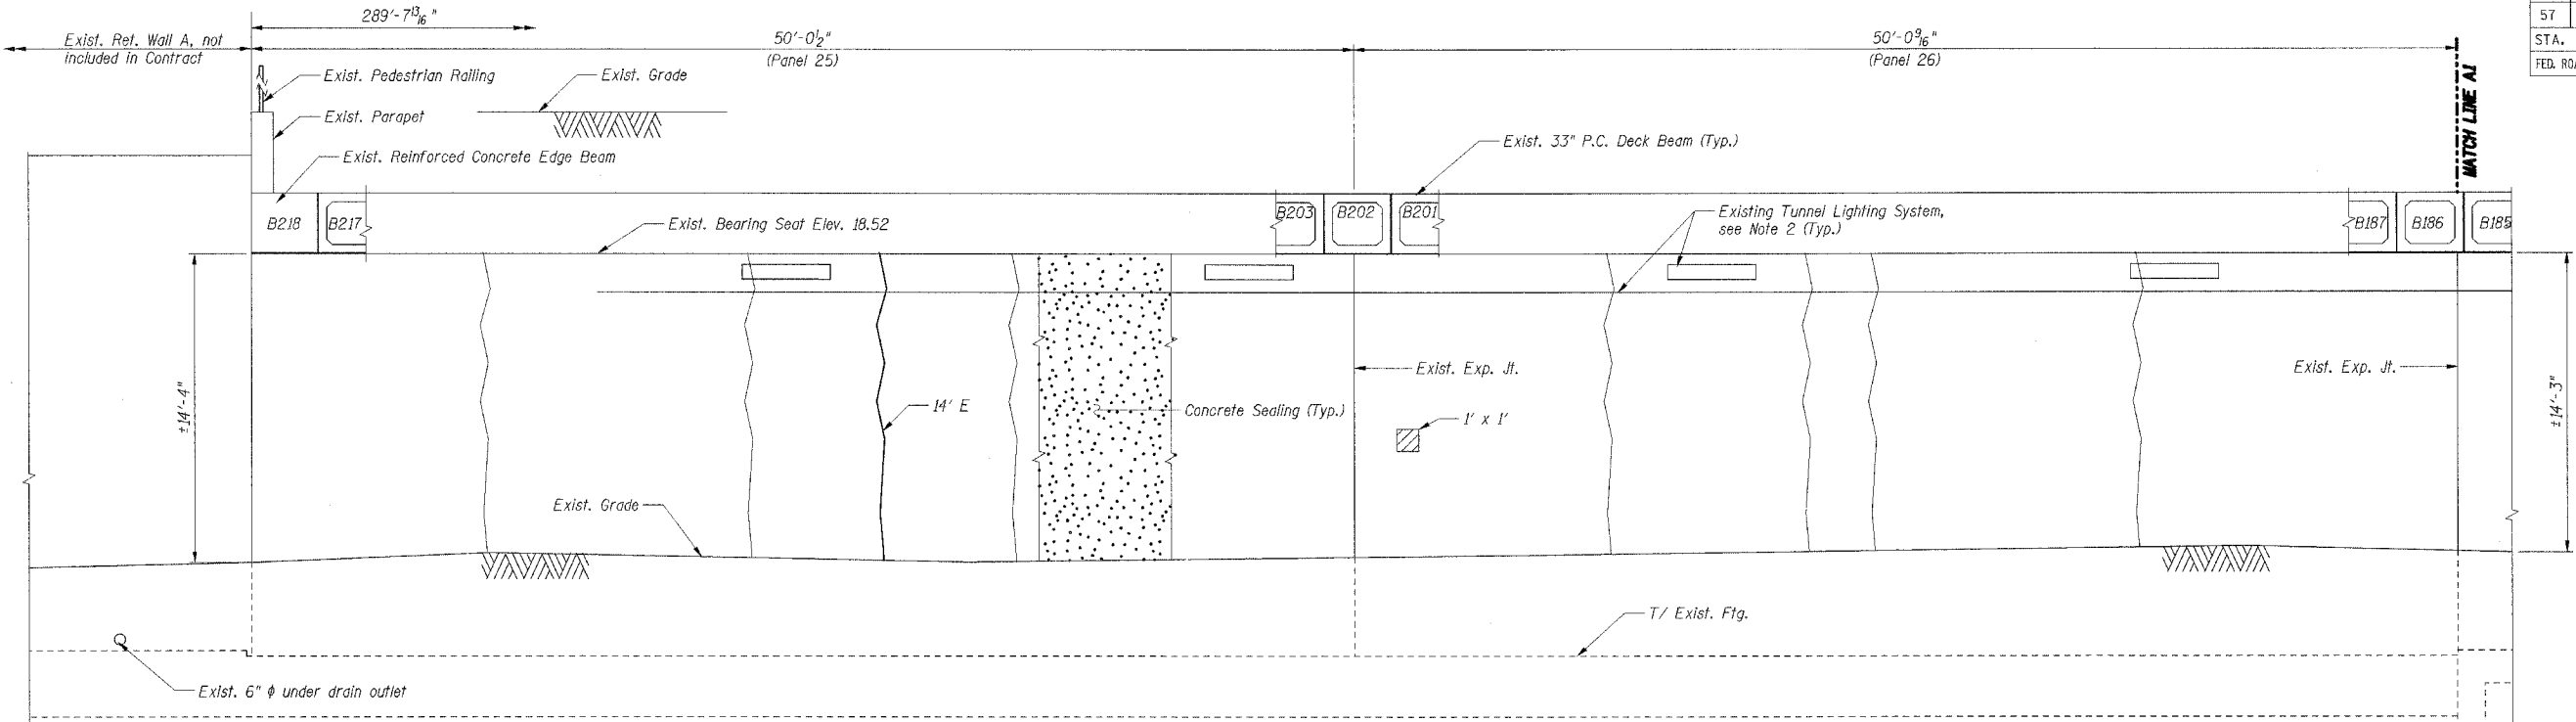 289'-7 13/16"
57
Exist. Ret. Wall A, not
included in Contract
50'-0 1/2"
(Panel 25)
50'-0 9/16"
(Panel 26)
STA.
FED. ROA
MATCH LINE A1
Exist. Pedestrian Railing
Exist. Grade
Exist. Parapet
Exist. Reinforced Concrete Edge Beam
Exist. 33" P.C. Deck Beam (Typ.)
B218
B217
Exist. Bearing Seat Elev. 18.52
B203
B202
B201
Existing Tunnel Lighting System,
see Note 2 (Typ.)
B187
B186
B185
±14'-4"
14' E
Concrete Sealing (Typ.)
Exist. Exp. Jt.
1' x 1'
Exist. Exp. Jt.
±14'-3"
Exist. Grade
T/ Exist. Ftg.
Exist. 6" ϕ under drain outlet